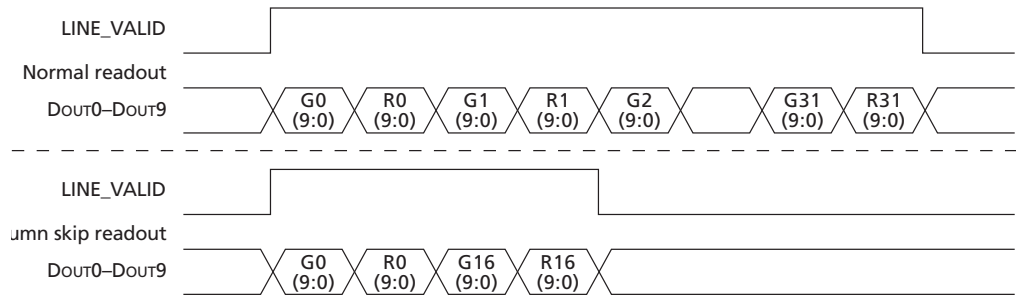 LINE_VALID
Normal readout
DOUT0–DOUT9
G0 (9:0) R0 (9:0) G1 (9:0) R1 (9:0) G2 (9:0) G31 (9:0) R31 (9:0)
LINE_VALID
umn skip readout
DOUT0–DOUT9
G0 (9:0) R0 (9:0) G16 (9:0) R16 (9:0)